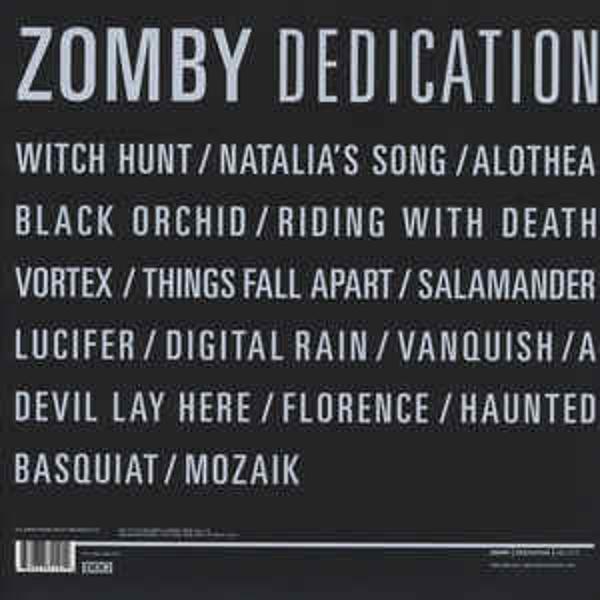 ZOMBY DEDICATION
WITCH HUNT / NATALIA'S SONG / ALOTHEA
BLACK ORCHID / RIDING WITH DEATH
VORTEX / THINGS FALL APART / SALAMANDER
LUCIFER / DIGITAL RAIN / VANQUISH / A
DEVIL LAY HERE / FLORENCE / HAUNTED
BASQUIAT / MOZAIK